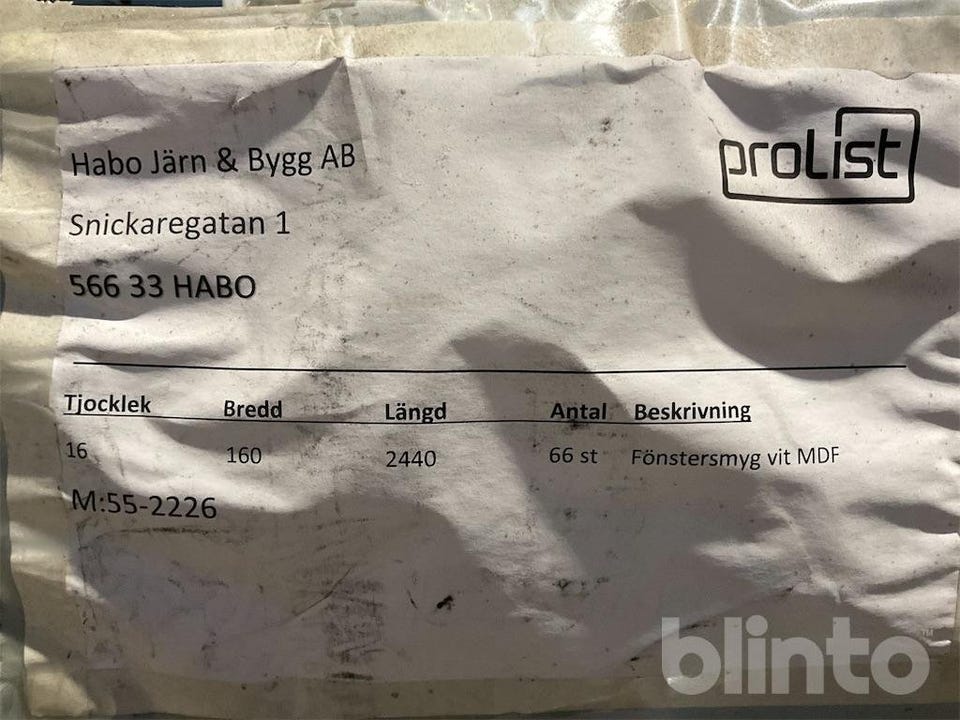 Habo Järn & Bygg AB
proList
Snickaregatan 1
566 33 HABO
Tjocklek Bredd Längd Antal Beskrivning
16 160 2440 66 st Fönstersmyg vit MDF
M:55-2226
blinto™